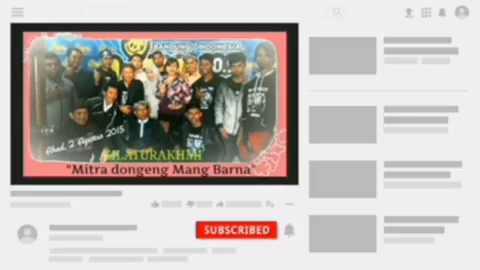 BANDUNG, INDONESIA
Ahad, 2 Agustus 2015
SILATURAKHMI
"Mitra dongeng Mang Barna"
SUBSCRIBED